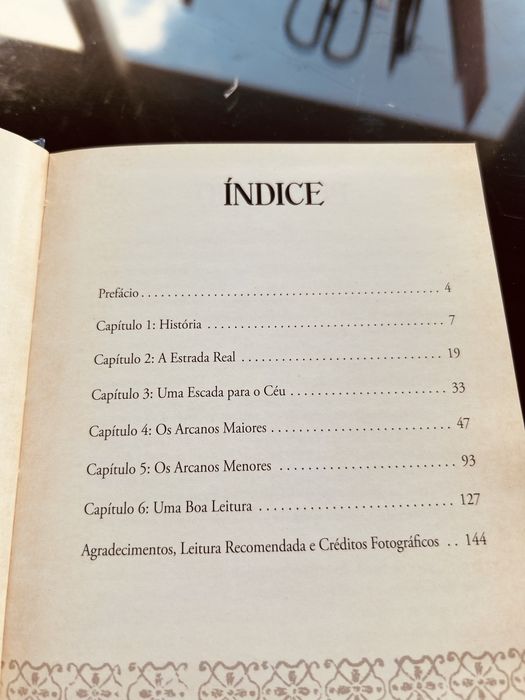 ÍNDICE
Prefácio . . . . . . . . . . . . . . . . . . . . . . . . . . . . . . . . . . . . . . . . . . . . . . 4
Capítulo 1: História . . . . . . . . . . . . . . . . . . . . . . . . . . . . . . . . . . . . 7
Capítulo 2: A Estrada Real . . . . . . . . . . . . . . . . . . . . . . . . . . . . . . 19
Capítulo 3: Uma Escada para o Céu . . . . . . . . . . . . . . . . . . . . . . . 33
Capítulo 4: Os Arcanos Maiores . . . . . . . . . . . . . . . . . . . . . . . . . . 47
Capítulo 5: Os Arcanos Menores . . . . . . . . . . . . . . . . . . . . . . . . . 93
Capítulo 6: Uma Boa Leitura . . . . . . . . . . . . . . . . . . . . . . . . . . . 127
Agradecimentos, Leitura Recomendada e Créditos Fotográficos . . 144